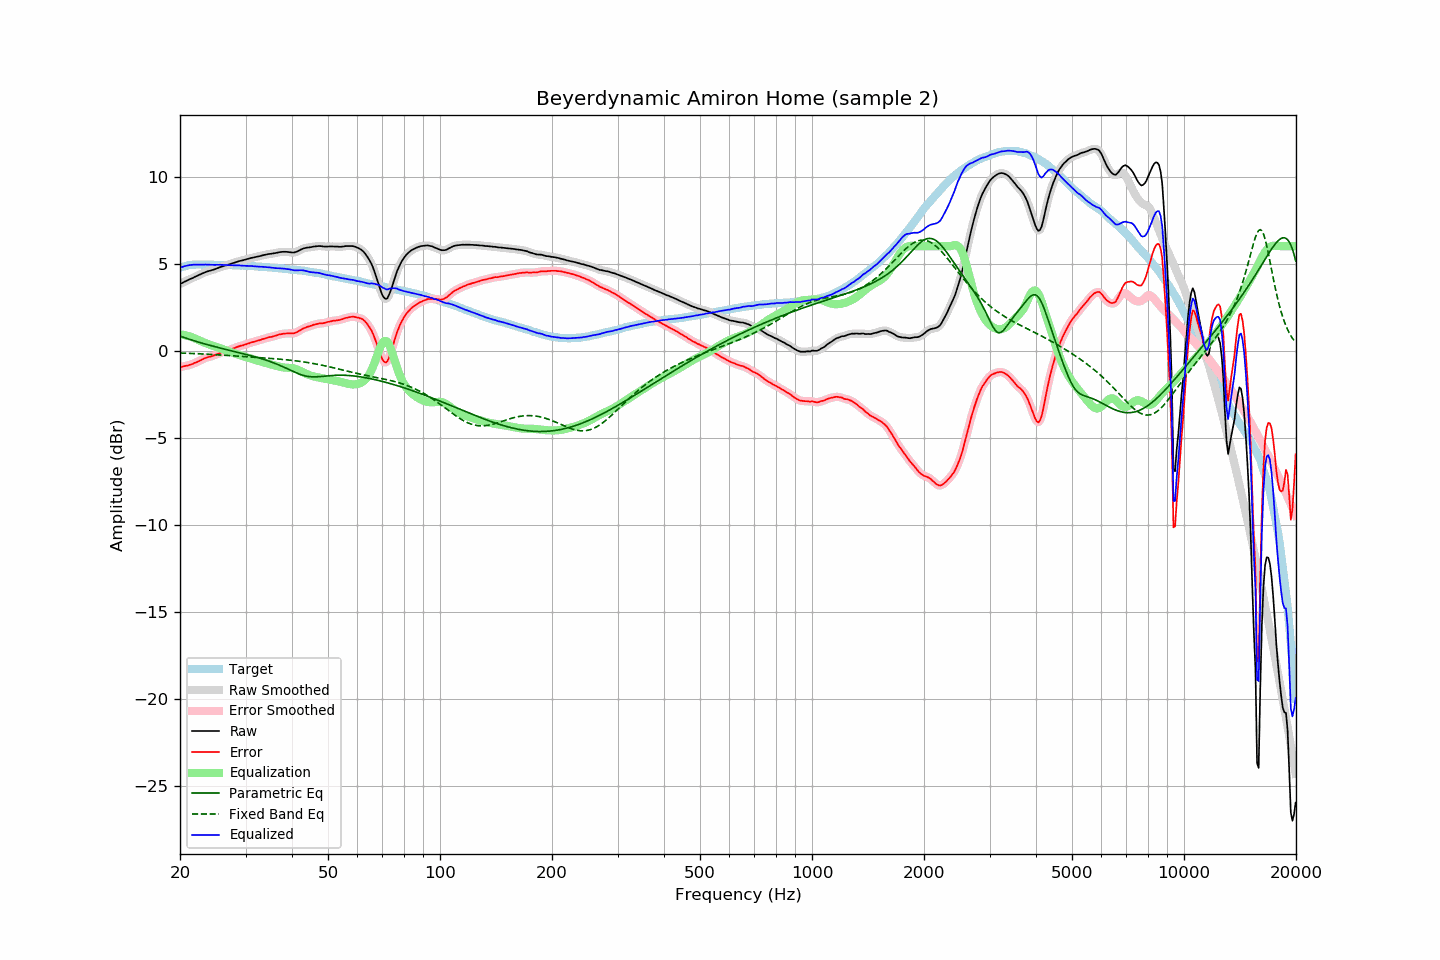 Beyerdynamic Amiron Home (sample 2)
Amplitude (dBr)
10
5
0
−5
−10
−15
−20
−25
Target
Raw Smoothed
Error Smoothed
Raw
Error
Equalization
Parametric Eq
Fixed Band Eq
Equalized
20 50 100 200 500 1000 2000 5000 10000 20000
Frequency (Hz)